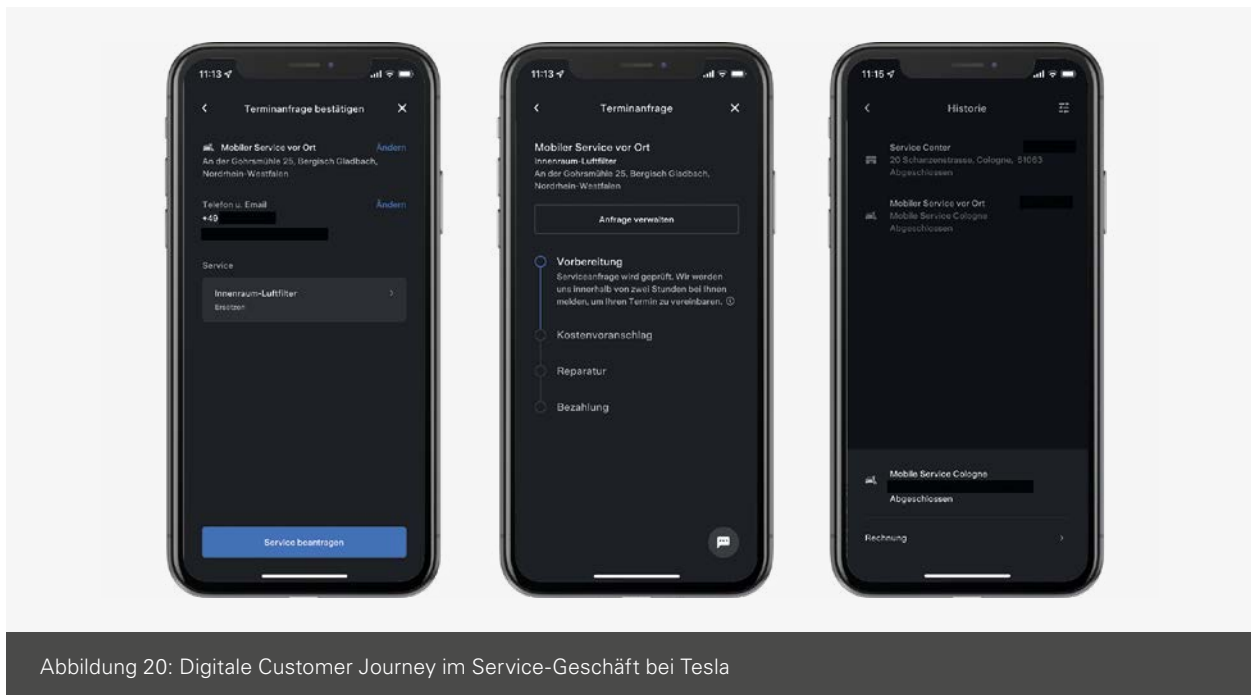 11:13
Terminanfrage bestätigen
Mobiler Service vor Ort
Ändern
An der Gohrsmühle 25, Bergisch Gladbach,
Nordrhein-Westfalen
Telefon u. Email
Ändern
+49
Service
Innenraum-Luftfilter
Ersetzen
Service beantragen
11:13
Terminanfrage
Mobiler Service vor Ort
Innenraum-Luftfilter
An der Gohrsmühle 25, Bergisch Gladbach,
Nordrhein-Westfalen
Anfrage verwalten
Vorbereitung
Serviceanfrage wird geprüft. Wir werden
uns innerhalb von zwei Stunden bei Ihnen
melden, um Ihren Termin zu vereinbaren.
Kostenvoranschlag
Reparatur
Bezahlung
11:15
Historie
Service Center
20 Schanzenstrasse, Cologne, 51063
Abgeschlossen
Mobiler Service vor Ort
Mobile Service Cologne
Abgeschlossen
Mobile Service Cologne
Abgeschlossen
Rechnung
Abbildung 20: Digitale Customer Journey im Service-Geschäft bei Tesla